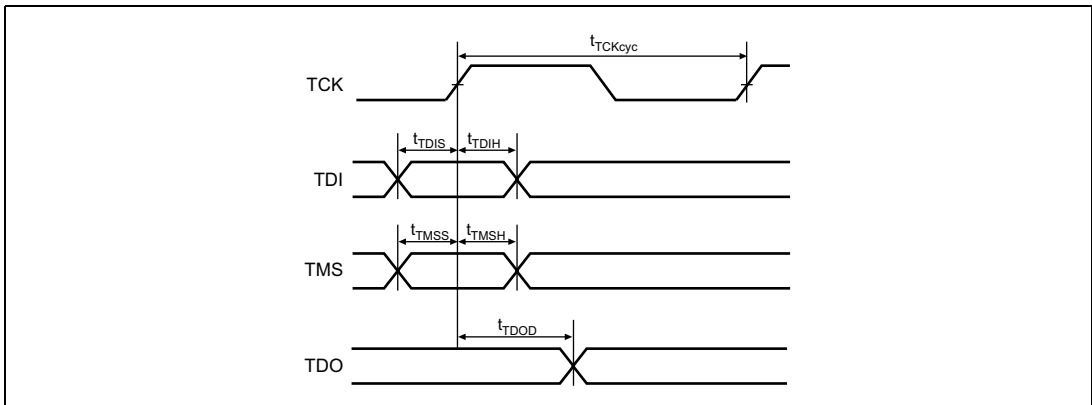 tTCKcyc
TCK
tTDIS tTDIH
TDI
tTMSS tTMSH
TMS
tTDOD
TDO